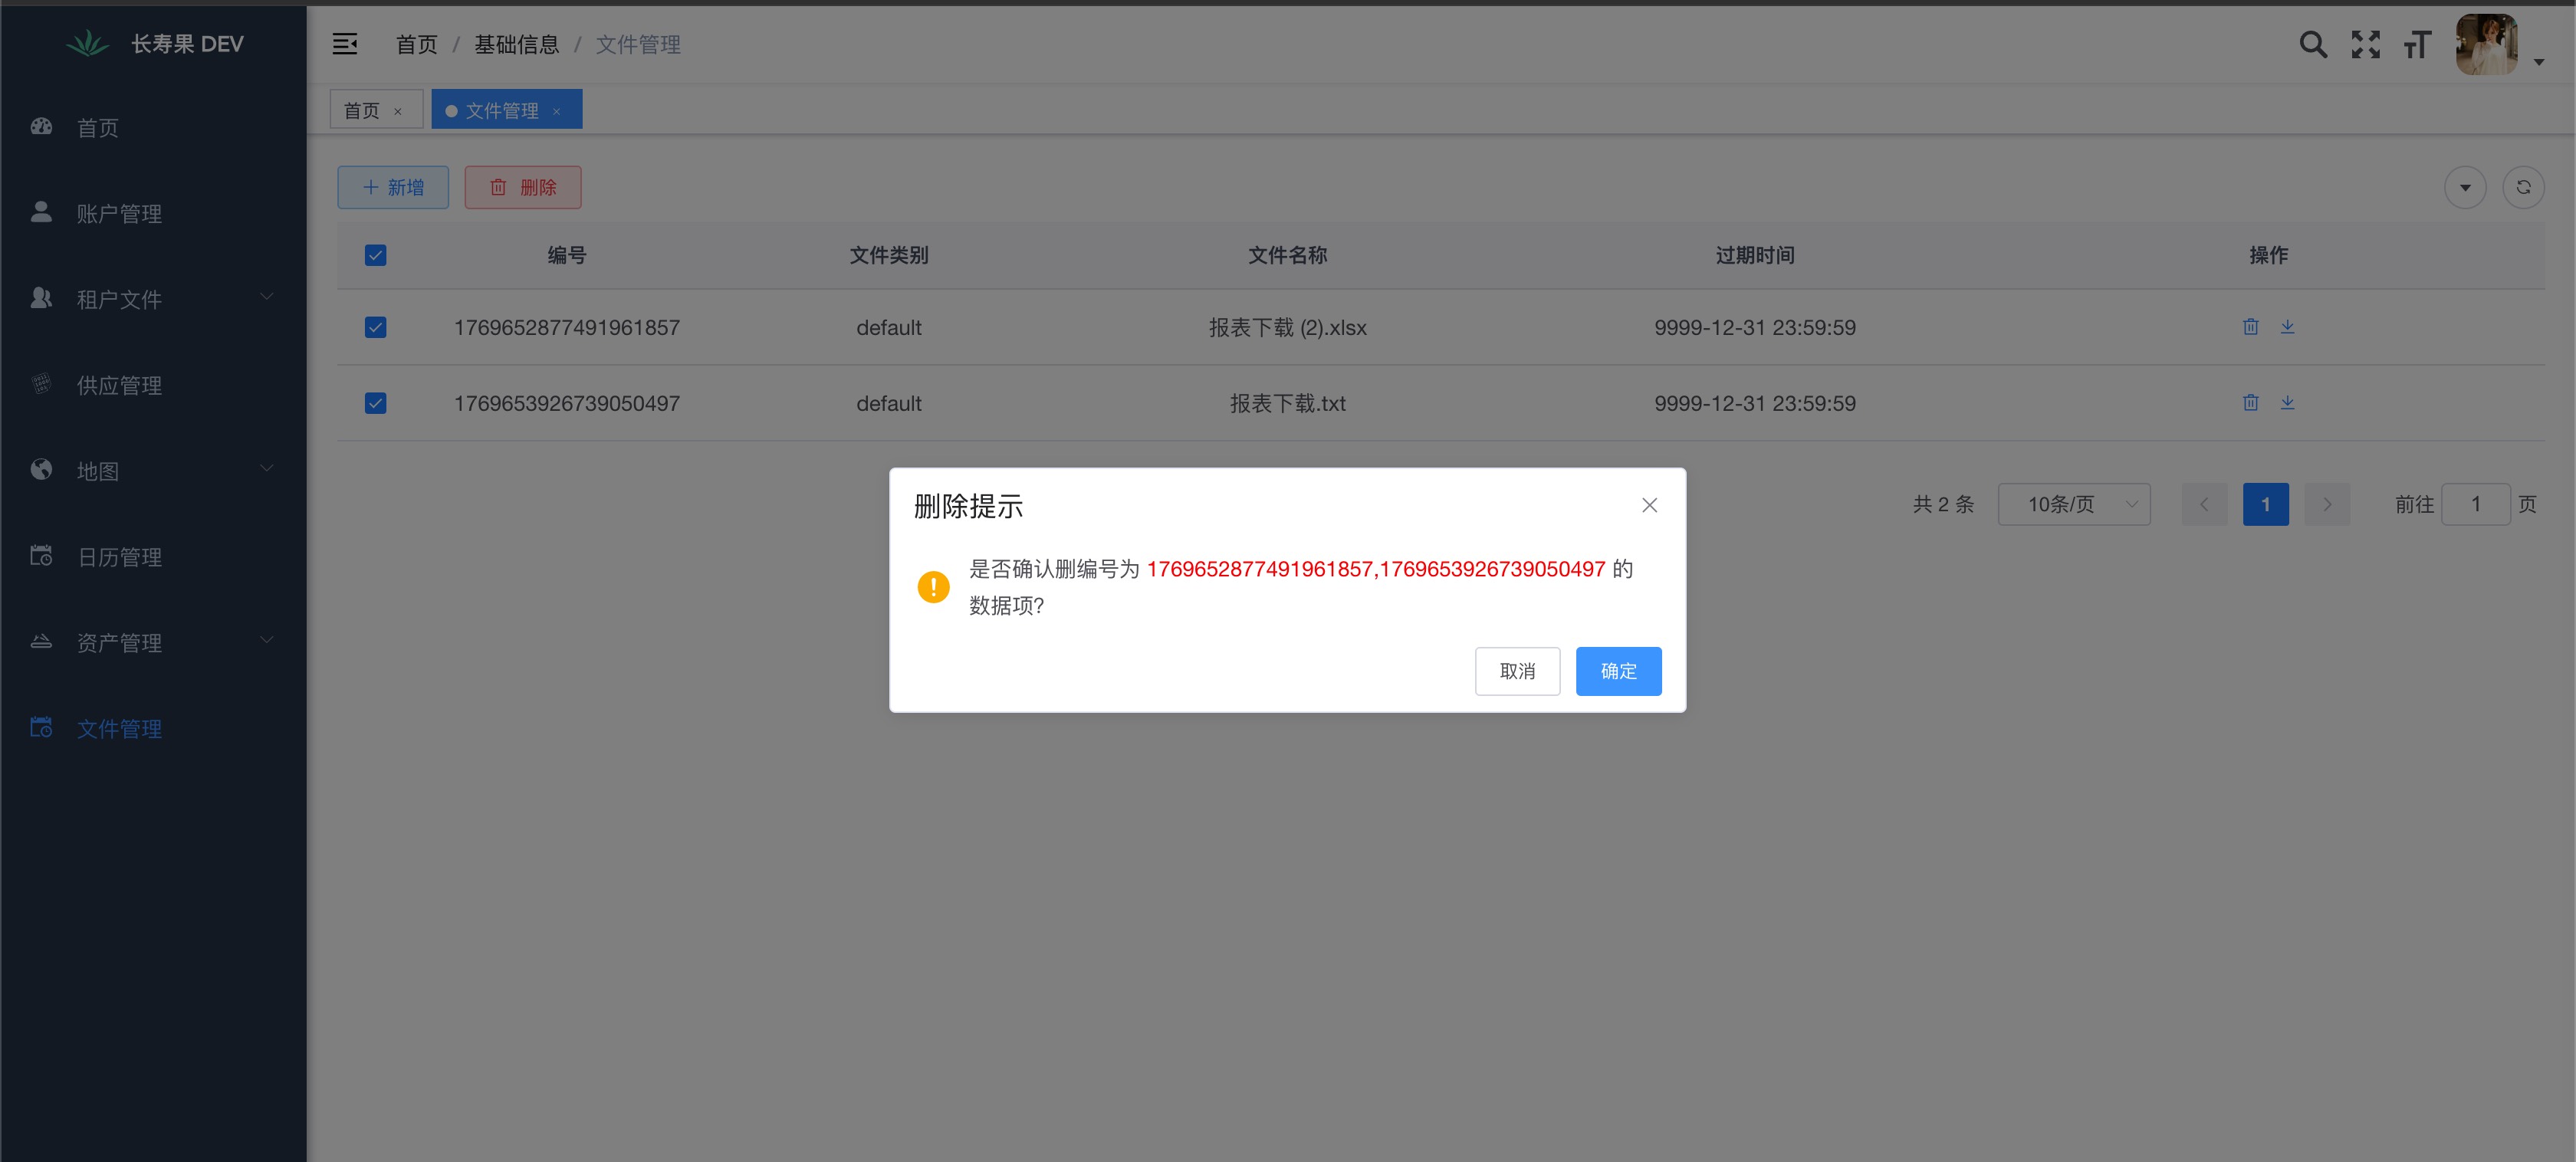 长寿果 DEV
首页 / 基础信息 / 文件管理
首页 ×
文件管理 ×
首页
账户管理
租户文件
供应管理
地图
日历管理
资产管理
文件管理
新增
删除
编号 文件类别 文件名称 过期时间 操作
1769652877491961857 default 报表下载 (2).xlsx 9999-12-31 23:59:59
1769653926739050497 default 报表下载.txt 9999-12-31 23:59:59
共 2 条 10条/页 1 前往 1 页
删除提示
是否确认删编号为 1769652877491961857,1769653926739050497 的
数据项?
取消 确定